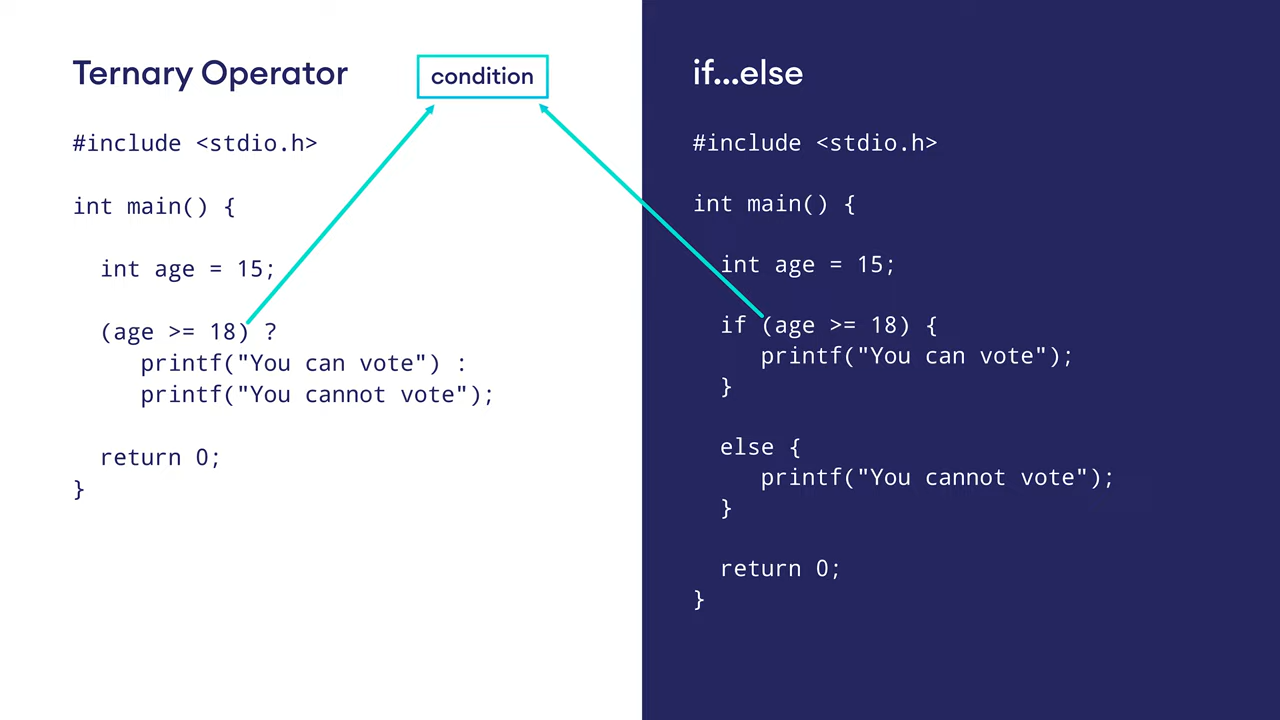 Ternary Operator
#include <stdio.h>
int main() {
int age = 15;
(age >= 18) ?
printf("You can vote") :
printf("You cannot vote");
return 0;
}
condition
if...else
#include <stdio.h>
int main() {
int age = 15;
if (age >= 18) {
printf("You can vote");
}
else {
printf("You cannot vote");
}
return 0;
}